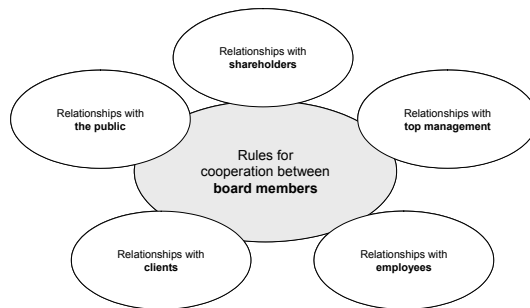 Relationships with
shareholders
Relationships with
the public
Relationships with
top management
Rules for
cooperation between
board members
Relationships with
clients
Relationships with
employees